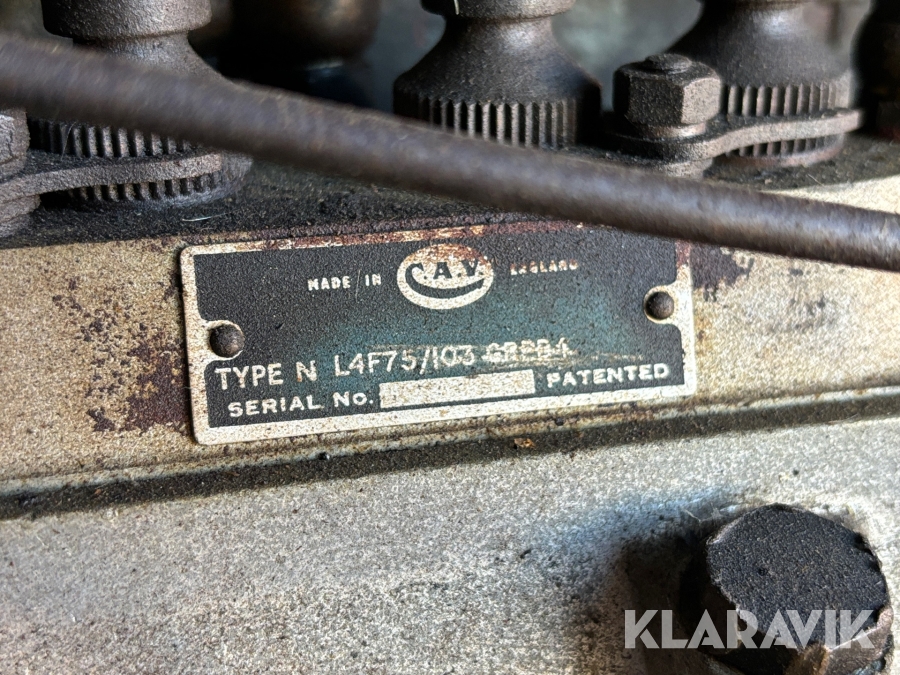 MADE IN C.A.V. ENGLAND
TYPE N L4F75/103
SERIAL No. PATENTED
KLARAVIK